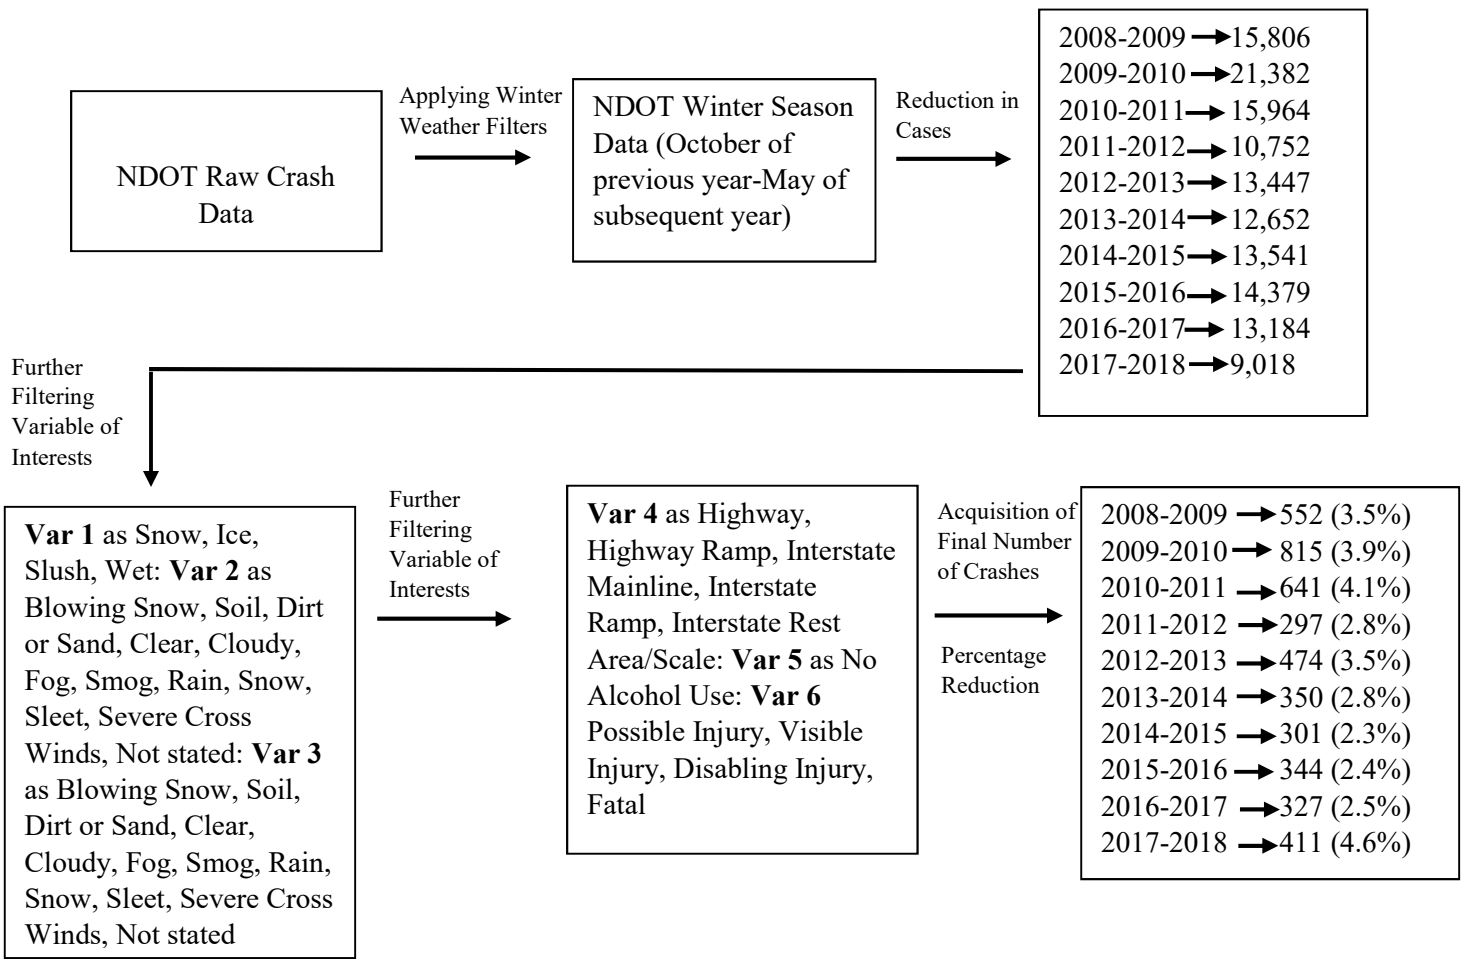 NDOT Raw Crash
Data
Applying Winter
Weather Filters
NDOT Winter Season
Data (October of
previous year-May of
subsequent year)
Reduction in
Cases
2008-2009 15,806
2009-2010 21,382
2010-2011 15,964
2011-2012 10,752
2012-2013 13,447
2013-2014 12,652
2014-2015 13,541
2015-2016 14,379
2016-2017 13,184
2017-2018 9,018
Further
Filtering
Variable of
Interests
Var 1 as Snow, Ice,
Slush, Wet: Var 2 as
Blowing Snow, Soil, Dirt
or Sand, Clear, Cloudy,
Fog, Smog, Rain, Snow,
Sleet, Severe Cross
Winds, Not stated: Var 3
as Blowing Snow, Soil,
Dirt or Sand, Clear,
Cloudy, Fog, Smog, Rain,
Snow, Sleet, Severe Cross
Winds, Not stated
Further
Filtering
Variable of
Interests
Var 4 as Highway,
Highway Ramp, Interstate
Mainline, Interstate
Ramp, Interstate Rest
Area/Scale: Var 5 as No
Alcohol Use: Var 6
Possible Injury, Visible
Injury, Disabling Injury,
Fatal
Acquisition of
Final Number
of Crashes
Percentage
Reduction
2008-2009 552 (3.5%)
2009-2010 815 (3.9%)
2010-2011 641 (4.1%)
2011-2012 297 (2.8%)
2012-2013 474 (3.5%)
2013-2014 350 (2.8%)
2014-2015 301 (2.3%)
2015-2016 344 (2.4%)
2016-2017 327 (2.5%)
2017-2018 411 (4.6%)